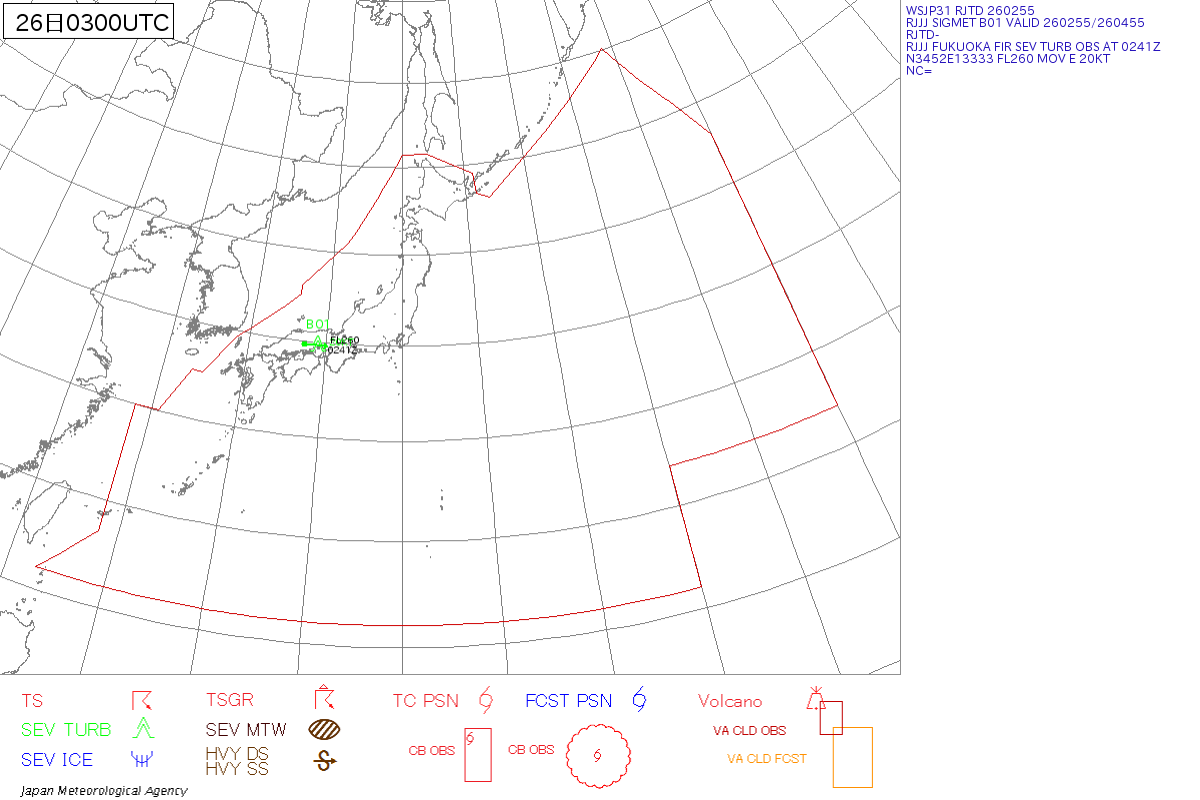 26日0300UTC
WSJP31 RJTD 260255
RJJJ SIGMET B01 VALID 260255/260455
RJTD-
RJJJ FUKUOKA FIR SEV TURB OBS AT 0241Z
N3452E13333 FL260 MOV E 20KT
NC=
B01
FL260
0241Z
TS
TSGR
TC PSN
FCST PSN
Volcano
SEV TURB
SEV MTW
VA CLD OBS
SEV ICE
HVY DS
HVY SS
CB OBS
CB OBS
VA CLD FCST
Japan Meteorological Agency